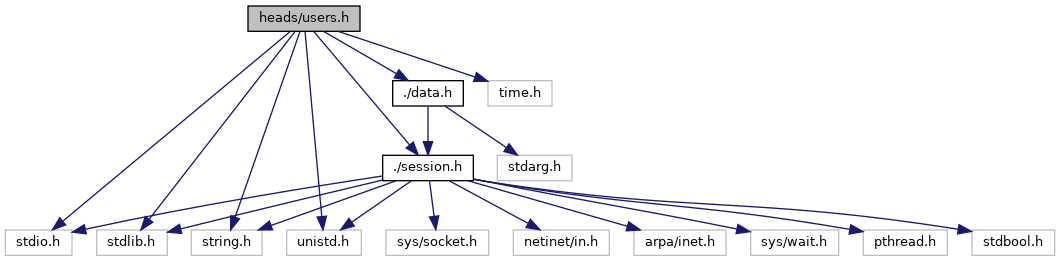 heads/users.h
./data.h
time.h
./session.h
stdarg.h
stdio.h
stdlib.h
string.h
unistd.h
sys/socket.h
netinet/in.h
arpa/inet.h
sys/wait.h
pthread.h
stdbool.h